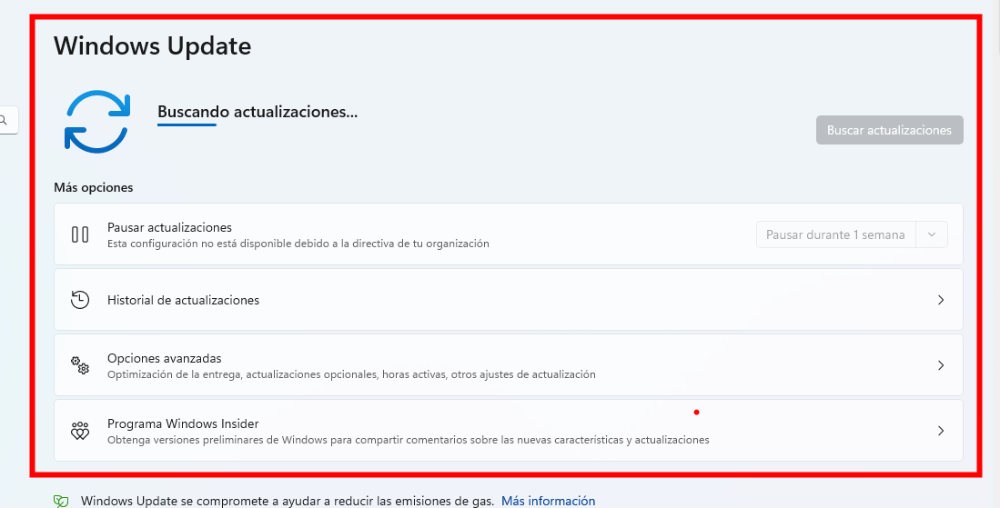 Windows Update
Buscando actualizaciones...
Buscar actualizaciones
Más opciones
Pausar actualizaciones
Esta configuración no está disponible debido a la directiva de tu organización
Pausar durante 1 semana
Historial de actualizaciones
Opciones avanzadas
Optimización de la entrega, actualizaciones opcionales, horas activas, otros ajustes de actualización
Programa Windows Insider
Obtenga versiones preliminares de Windows para compartir comentarios sobre las nuevas características y actualizaciones
Windows Update se compromete a ayudar a reducir las emisiones de gas. Más información